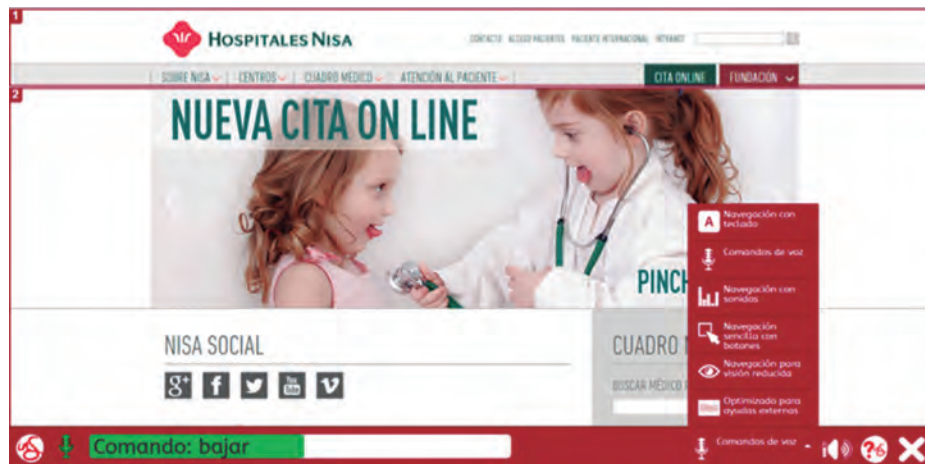 1
HOSPITALES NISA
CONTACTO ACCESO PACIENTES PACIENTE INTERNACIONAL INTRANET
SOBRE NISA CENTROS CUADRO MÉDICO ATENCIÓN AL PACIENTE CITA ONLINE FUNDACIÓN
2
NUEVA CITA ON LINE
PINCH
A Navegación con
teclado
Comandos de voz
Navegación con
sonidos
Navegación
sencilla con
botones
Navegación para
visión reducida
Optimizado para
ayudas externas
NISA SOCIAL
CUADRO
g+ f You Tube V
BUSCAR MÉDICO
Comando: bajar
Comandos de voz